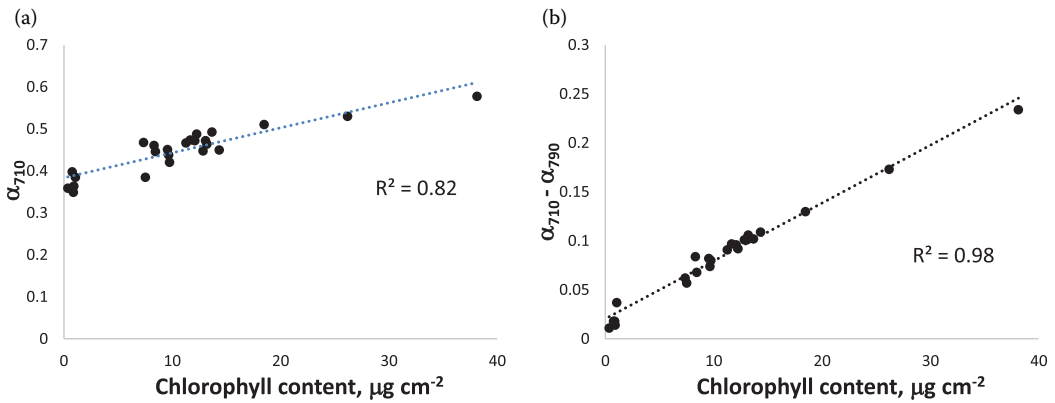 (a)
0.7
0.6
0.5
0.4
0.3
0.2
0.1
0
α710
R² = 0.82
0 10 20 30 40
Chlorophyll content, μg cm-2
(b)
0.3
0.25
0.2
0.15
0.1
0.05
0
α710 - α790
R² = 0.98
0 10 20 30 40
Chlorophyll content, μg cm-2